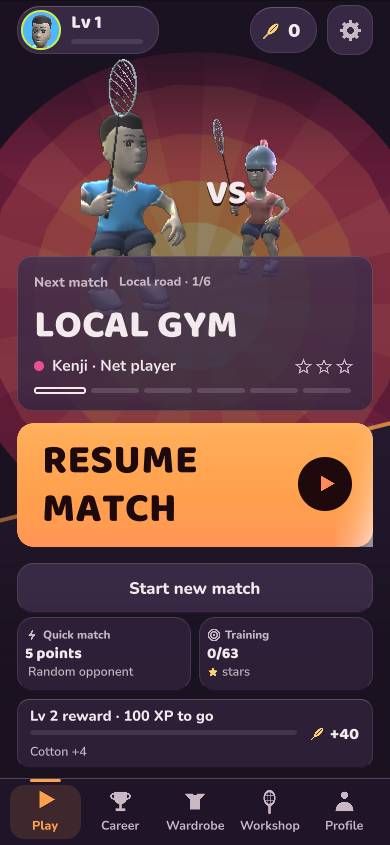 Lv 1
0
VS
Next match Local road · 1/6
LOCAL GYM
Kenji · Net player
RESUME
MATCH
Start new match
Quick match
5 points
Random opponent
Training
0/63
stars
Lv 2 reward · 100 XP to go
+40
Cotton +4
Play
Career
Wardrobe
Workshop
Profile